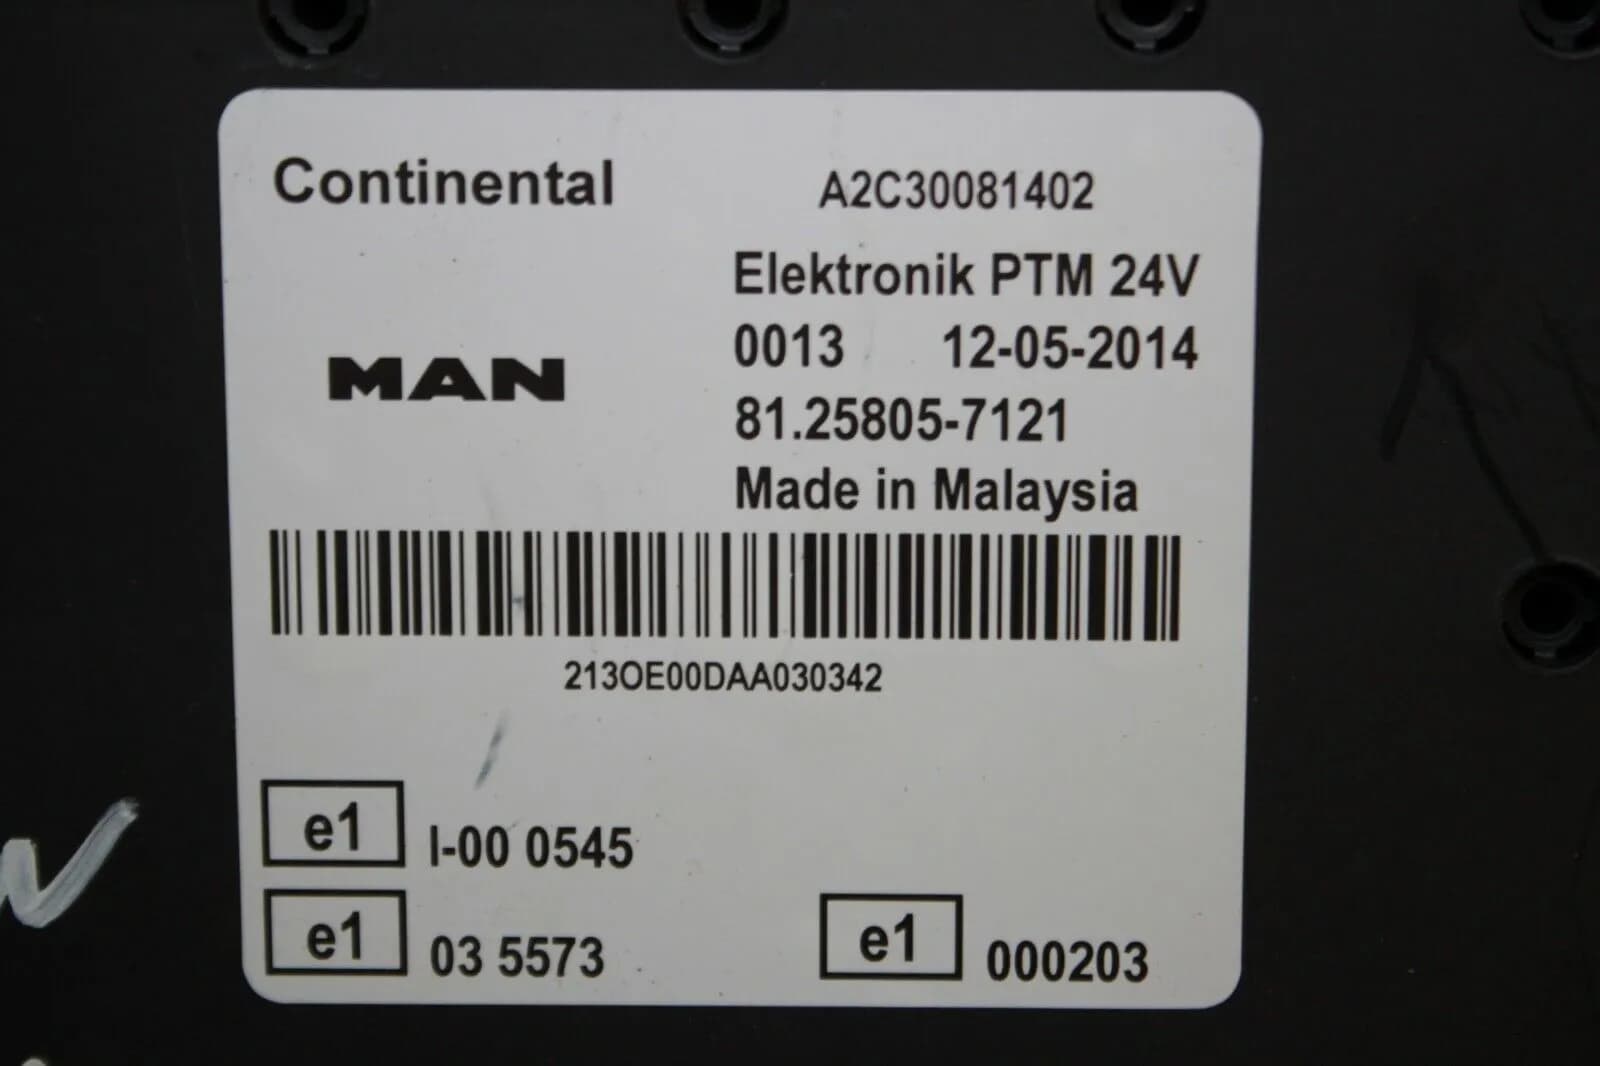 Continental A2C30081402
Elektronik PTM 24V
0013 12-05-2014
MAN
81.25805-7121
Made in Malaysia
213OE00DAA030342
e1 I-00 0545
e1 03 5573
e1 000203